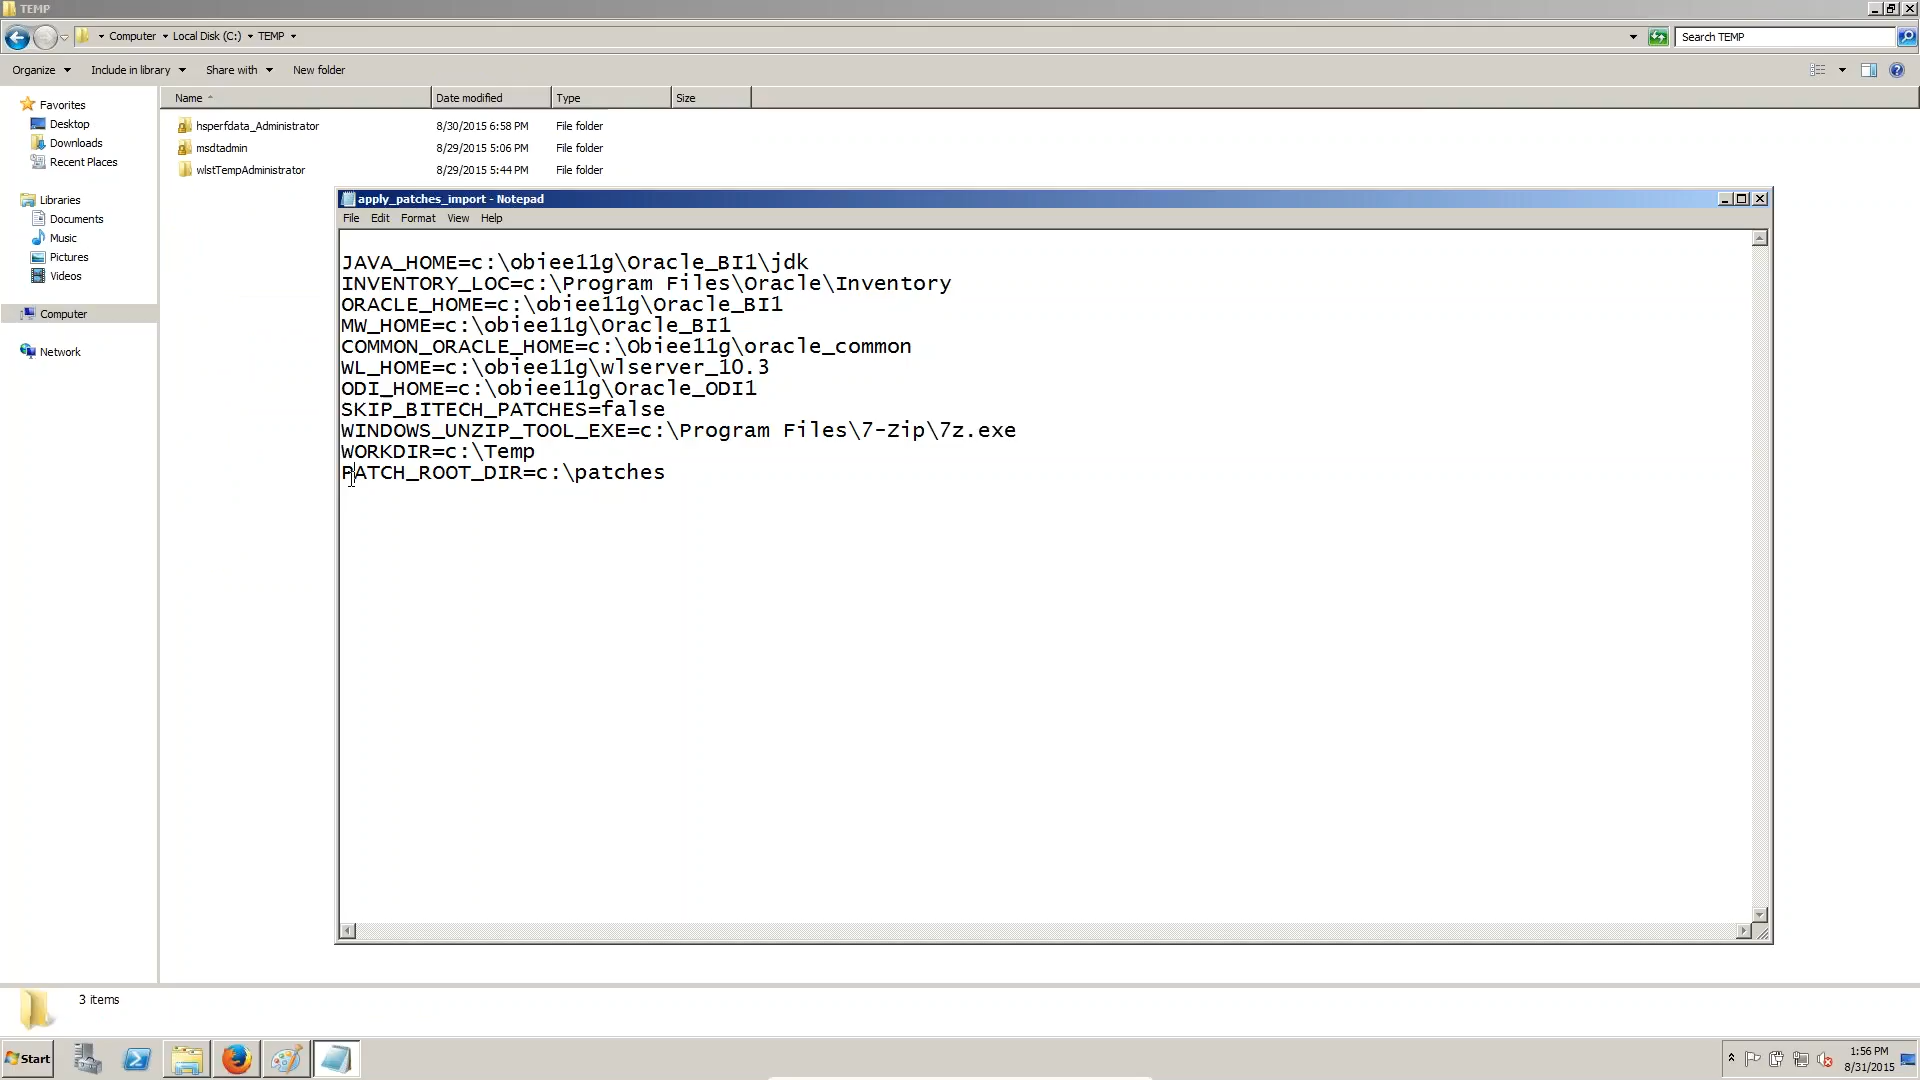 TEMP
Computer Local Disk (C:) TEMP
Search TEMP
Organize Include in library Share with New folder
Name Date modified Type Size
Favorites
Desktop
Downloads
Recent Places
Libraries
Documents
Music
Pictures
Videos
Computer
Network
hsperfdata_Administrator 8/30/2015 6:58 PM File folder
msdtadmin 8/29/2015 5:06 PM File folder
wlstTempAdministrator 8/29/2015 5:44 PM File folder
apply_patches_import - Notepad
File Edit Format View Help
JAVA_HOME=c:\obiee11g\Oracle_BI1\jdk
INVENTORY_LOC=c:\Program Files\Oracle\Inventory
ORACLE_HOME=c:\obiee11g\Oracle_BI1
MW_HOME=c:\obiee11g\Oracle_BI1
COMMON_ORACLE_HOME=c:\Obiee11g\oracle_common
WL_HOME=c:\obiee11g\wlserver_10.3
ODI_HOME=c:\obiee11g\Oracle_ODI1
SKIP_BITECH_PATCHES=false
WINDOWS_UNZIP_TOOL_EXE=c:\Program Files\7-Zip\7z.exe
WORKDIR=c:\Temp
PATCH_ROOT_DIR=c:\patches
3 items
Start
1:56 PM
8/31/2015